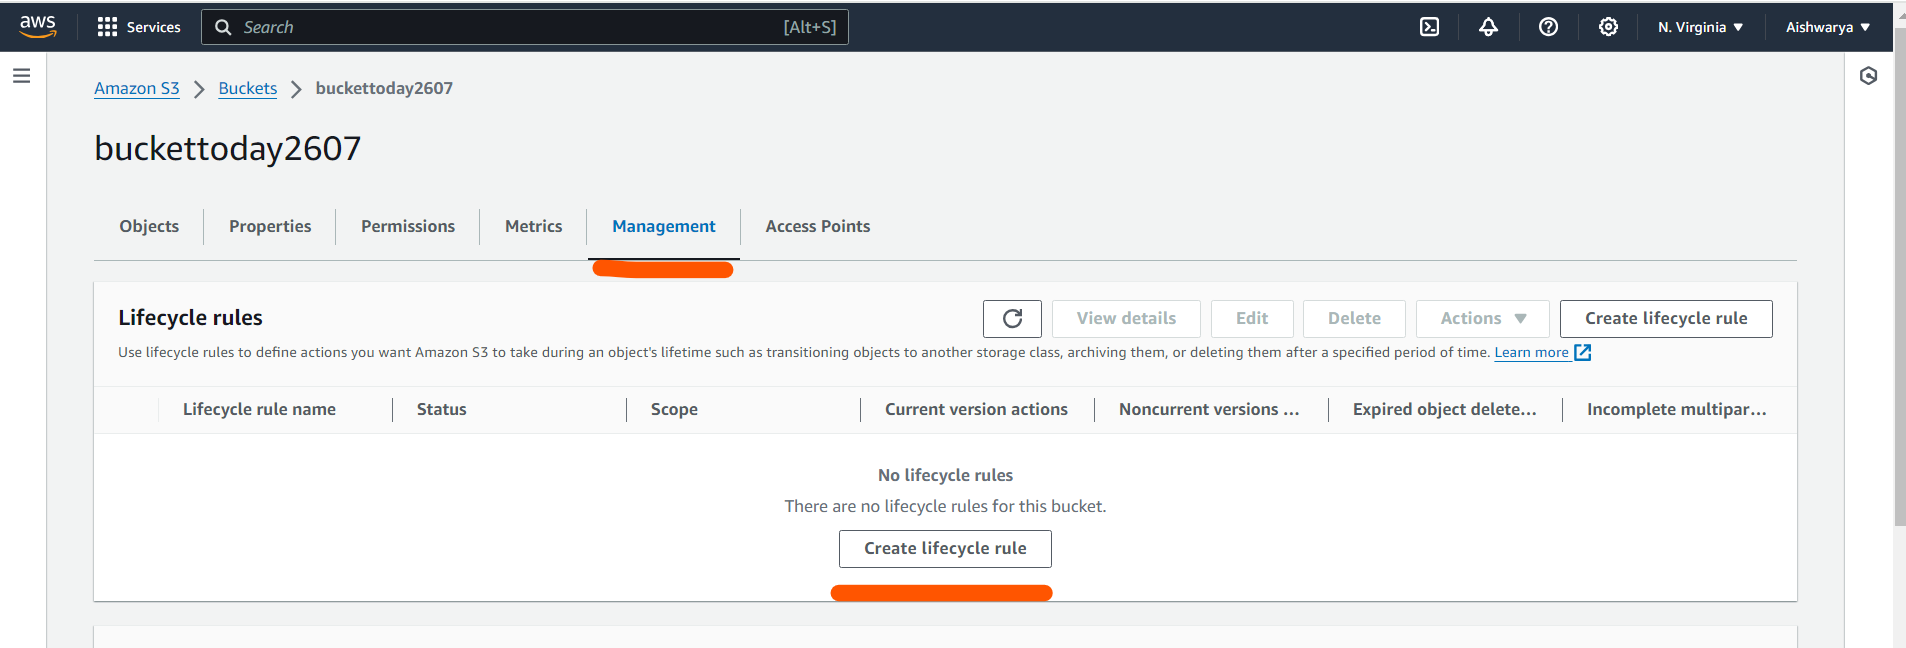 aws Services Search [Alt+S] N. Virginia Aishwarya
Amazon S3 Buckets buckettoday2607
buckettoday2607
Objects Properties Permissions Metrics Management Access Points
Lifecycle rules View details Edit Delete Actions Create lifecycle rule
Use lifecycle rules to define actions you want Amazon S3 to take during an object's lifetime such as transitioning objects to another storage class, archiving them, or deleting them after a specified period of time. Learn more
Lifecycle rule name Status Scope Current version actions Noncurrent versions ... Expired object delete... Incomplete multipar...
No lifecycle rules
There are no lifecycle rules for this bucket.
Create lifecycle rule